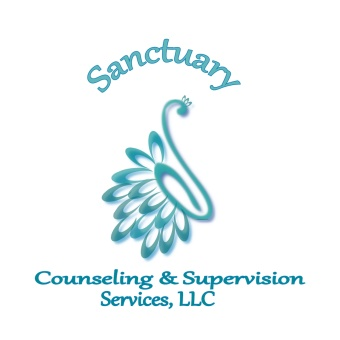 Sanctuary
Counseling & Supervision
Services, LLC